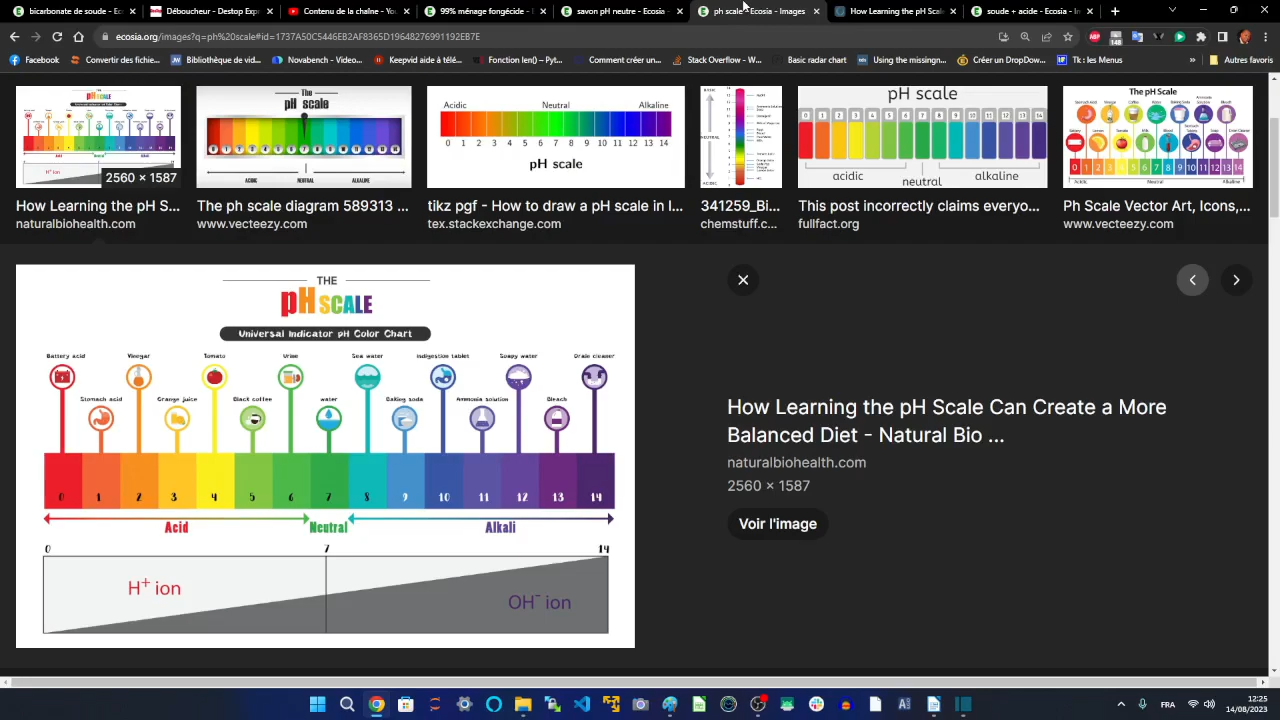 bicarbonate de soude - Ec
Déboucheur - Destop Expr
Contenu de la chaîne - Yo
99% ménage fongicide - 
savon pH neutre - Ecosia -
ph scale - Ecosia - Images
How Learning the pH Scale
soude + acide - Ecosia - In
ecosia.org/images?q=ph%20scale#id=1737A50C5446EB2AF8365D19648276991192EB7E
Facebook
Convertir des fichie...
Bibliothèque de vid...
Novabench - Video...
Keepvid aide à télé...
Fonction len() – Pyt...
Comment créer un...
Stack Overflow - W...
Basic radar chart
Using the missingn...
Créer un DropDow...
Tk : les Menus
Autres favoris
Acidic Neutral Alkaline
0 1 2 3 4 5 6 7 8 9 10 11 12 13 14
pH scale
The
pH scale
ACIDIC NEUTRAL ALKALINE
pH scale
acidic neutral alkaline
The pH Scale
0 1 2 3 4 5 6 7 8 9 10 11 12 13 14
Acidic Neutral Alkaline
2560 × 1587
How Learning the pH S...
naturalbiohealth.com
The ph scale diagram 589313 ...
www.vecteezy.com
tikz pgf - How to draw a pH scale in l...
tex.stackexchange.com
341259_Bi...
chemstuff.c...
This post incorrectly claims everyo...
fullfact.org
Ph Scale Vector Art, Icons,...
www.vecteezy.com
THE
pH SCALE
Universal Indicator pH Color Chart
Battery acid Vinegar Tomato Urine Sea water Indigestion tablet Soapy water Drain cleaner
Stomach acid Orange juice Black coffee water Baking soda Ammonia solution Bleach
0 1 2 3 4 5 6 7 8 9 10 11 12 13 14
Acid Neutral Alkali
0 7 14
H+ ion
OH- ion
How Learning the pH Scale Can Create a More
Balanced Diet - Natural Bio ...
naturalbiohealth.com
2560 × 1587
Voir l'image
FRA
12:25
14/08/2023